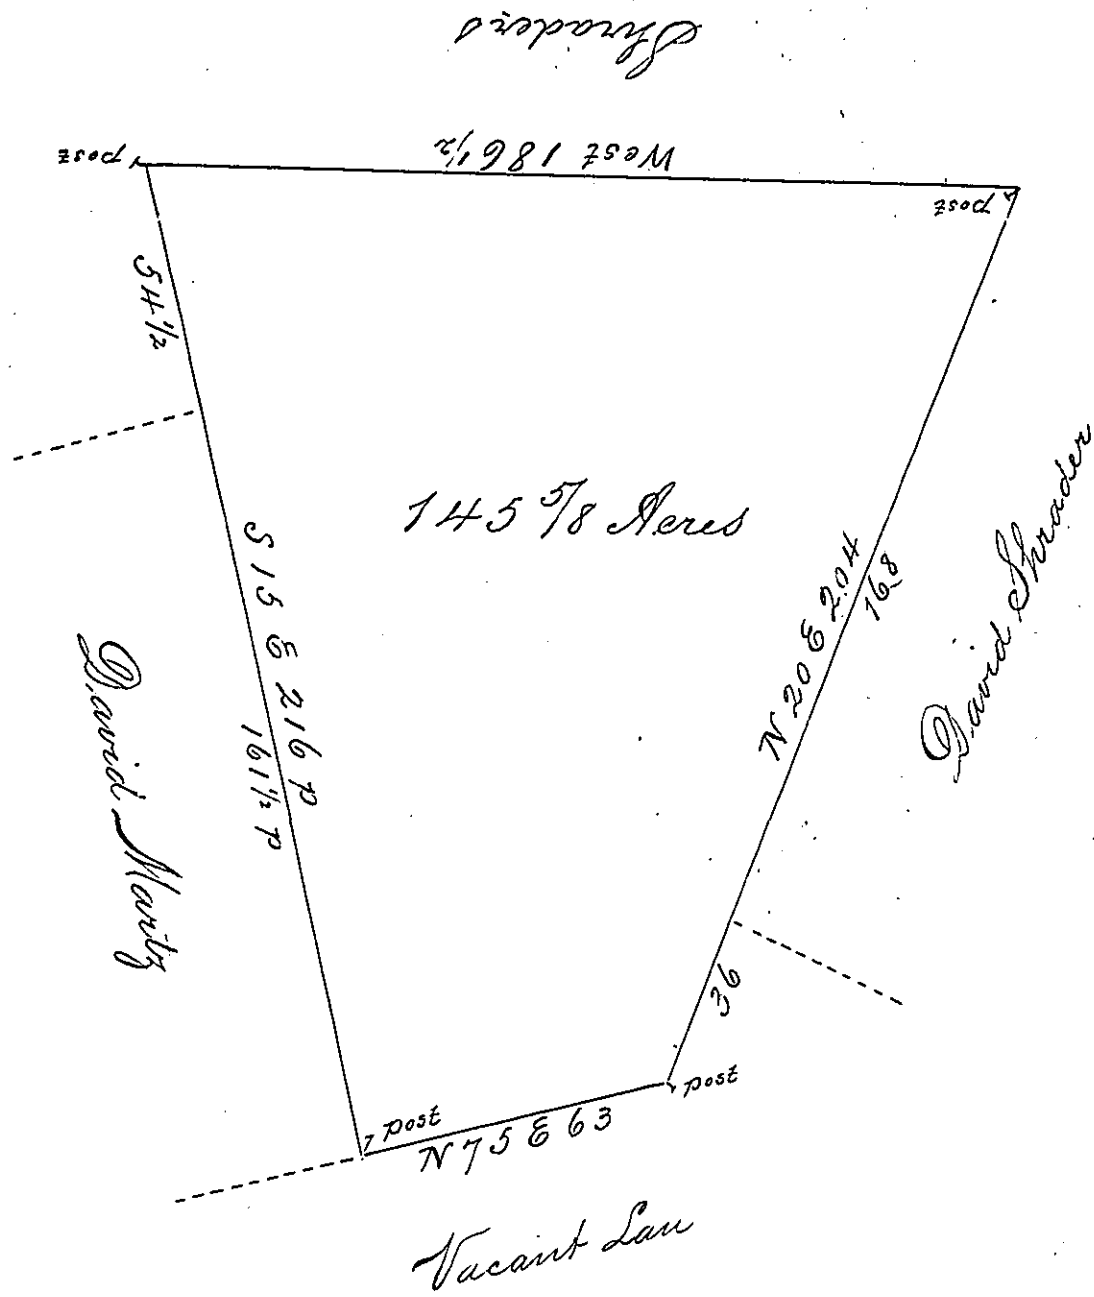 Shraders
West 186½
post
post
54½
145 5/8 Acres
S 15 E 216 P
161½ P
N 20 E 204
168
David Shrader
David Maritz
36
post
post
N 75 E 63
Vacant Lan